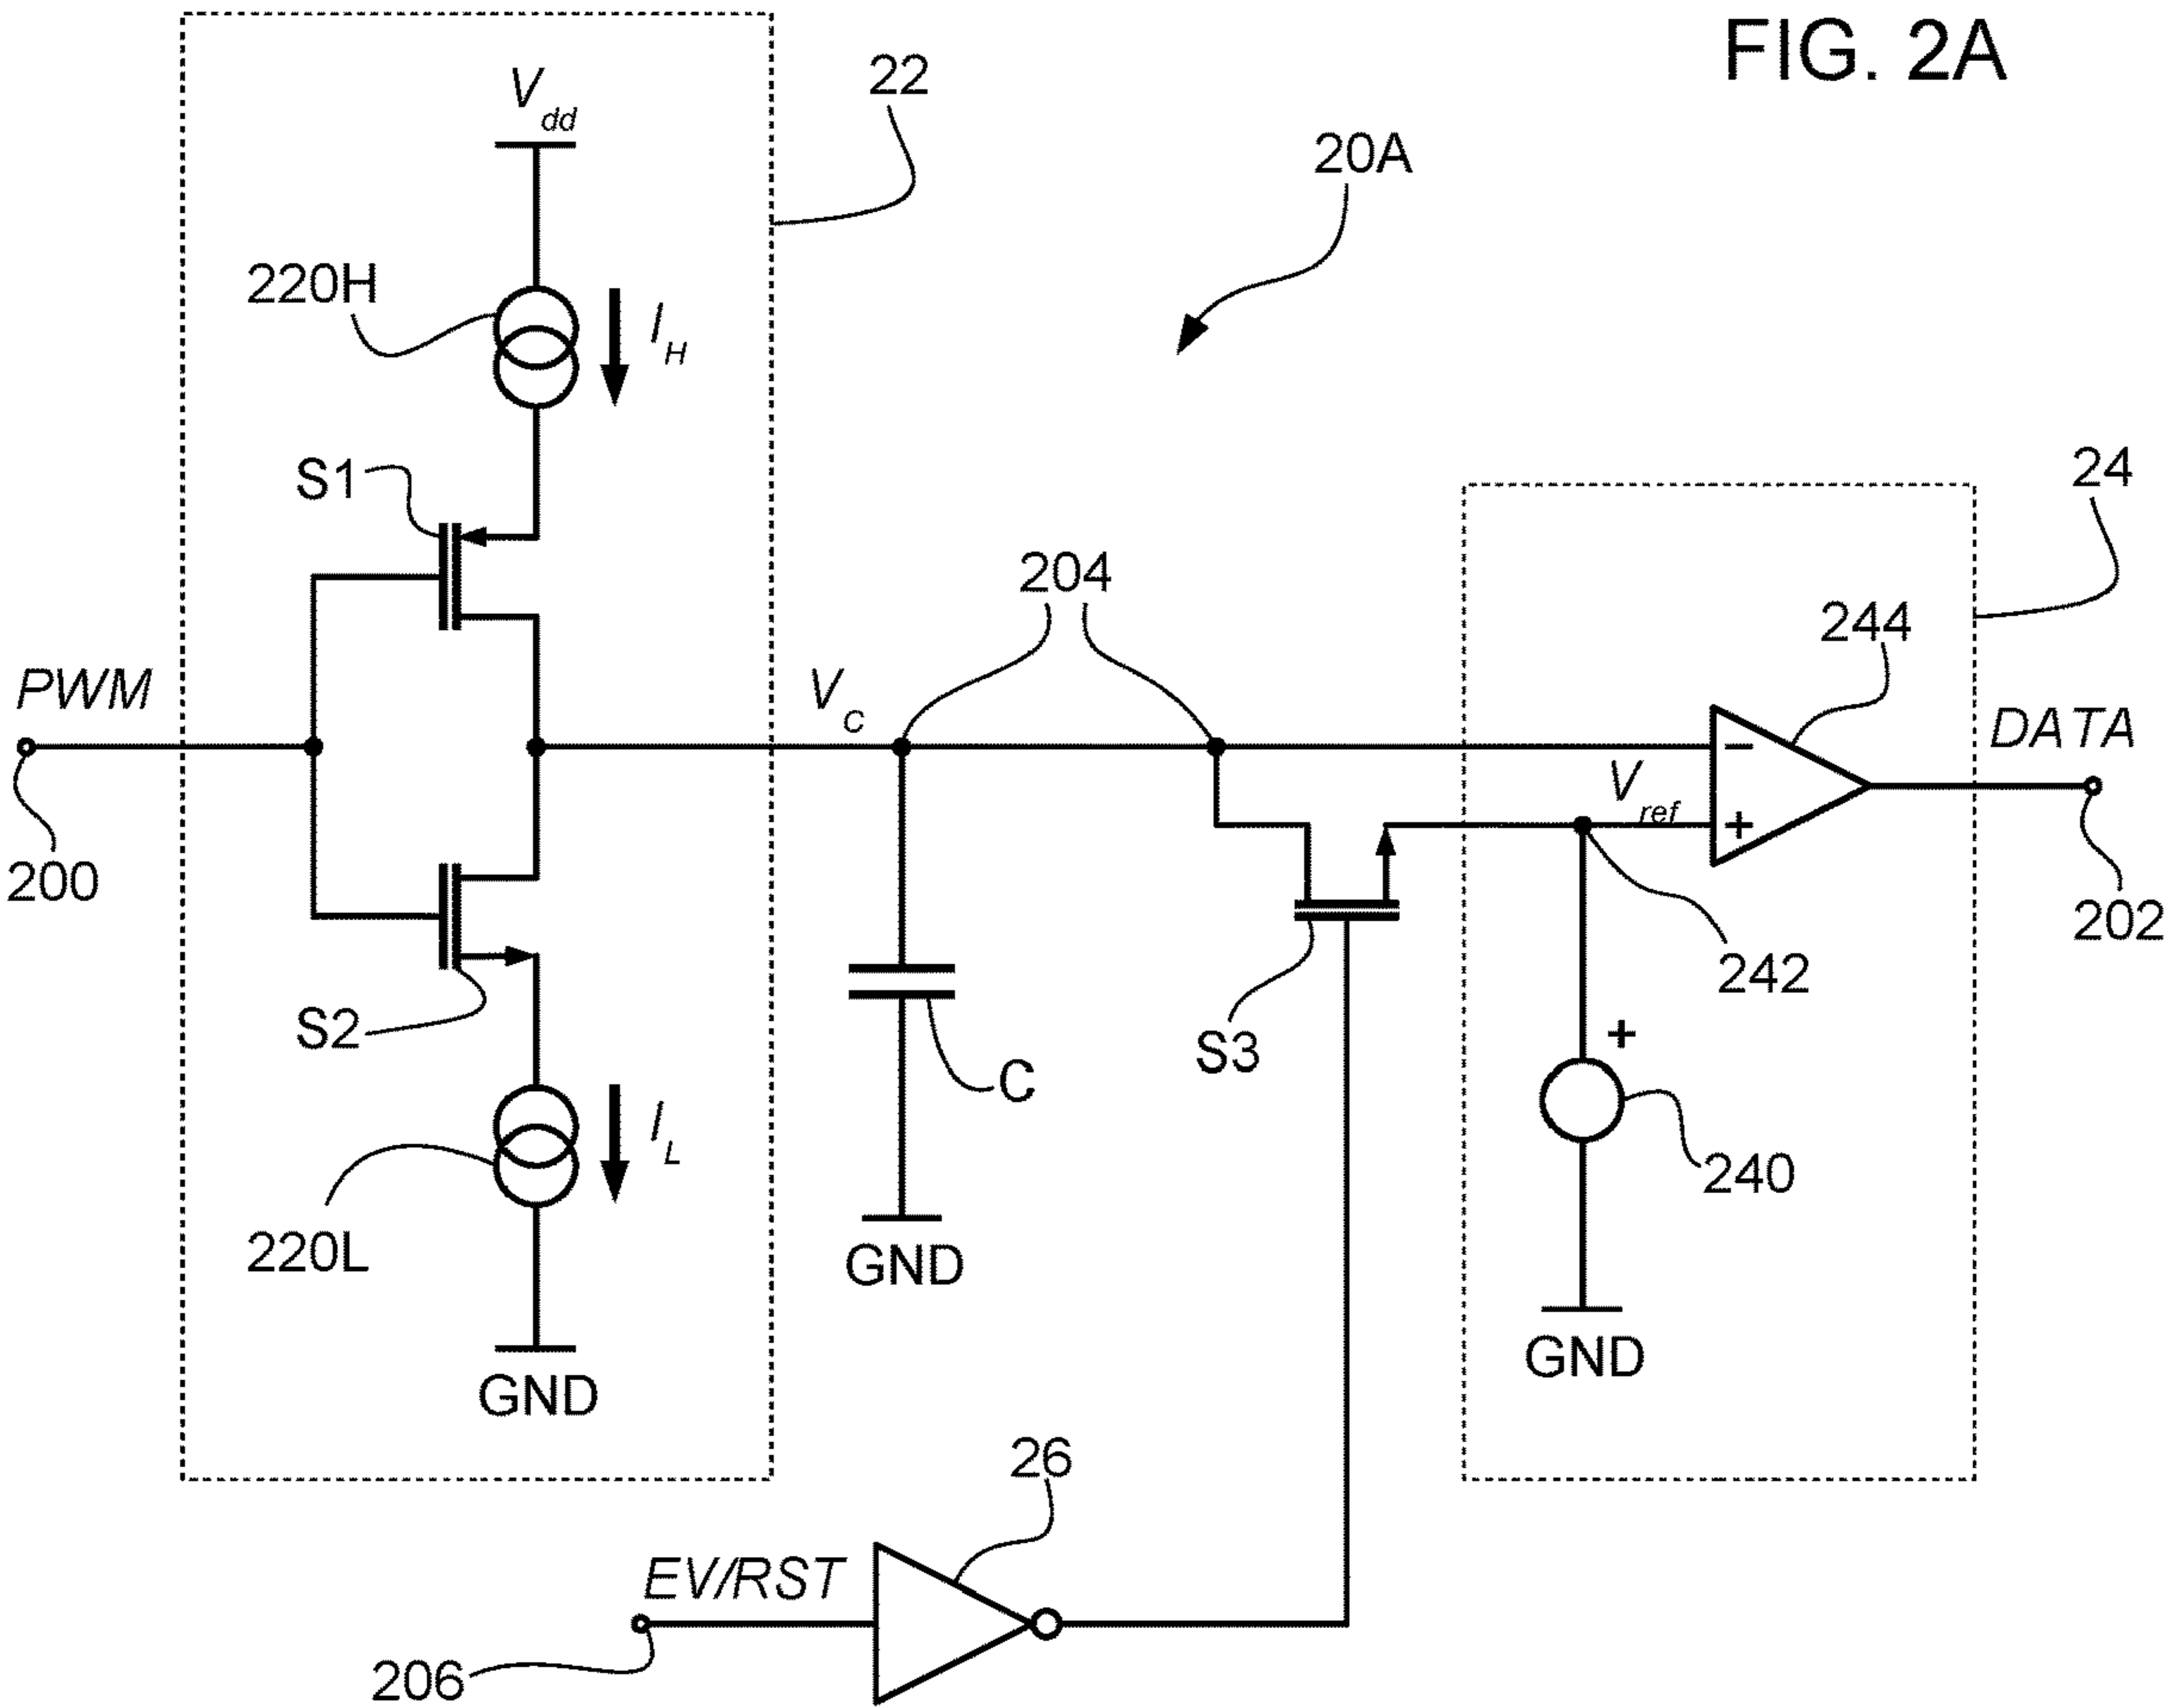 FIG. 2A
22
V dd
20A
220H
I H
S1
24
204
244
PWM
V C
DATA
V ref
200
202
242
S2
S3
C
+
−
+
I L
240
220L
GND
GND
GND
26
EV/RST
206